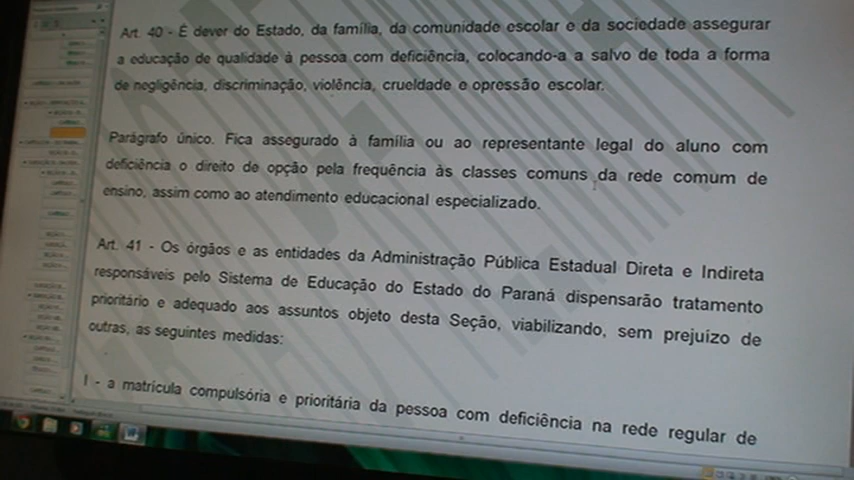 Art. 40 - É dever do Estado, da família, da comunidade escolar e da sociedade assegurar
a educação de qualidade à pessoa com deficiência, colocando-a a salvo de toda a forma
de negligência, discriminação, violência, crueldade e opressão escolar.
Parágrafo único. Fica assegurado à família ou ao representante legal do aluno com
deficiência o direito de opção pela frequência às classes comuns da rede comum de
ensino, assim como ao atendimento educacional especializado.
Art. 41 - Os órgãos e as entidades da Administração Pública Estadual Direta e Indireta
responsáveis pelo Sistema de Educação do Estado do Paraná dispensarão tratamento
prioritário e adequado aos assuntos objeto desta Seção, viabilizando, sem prejuízo de
outras, as seguintes medidas:
I - a matrícula compulsória e prioritária da pessoa com deficiência na rede regular de